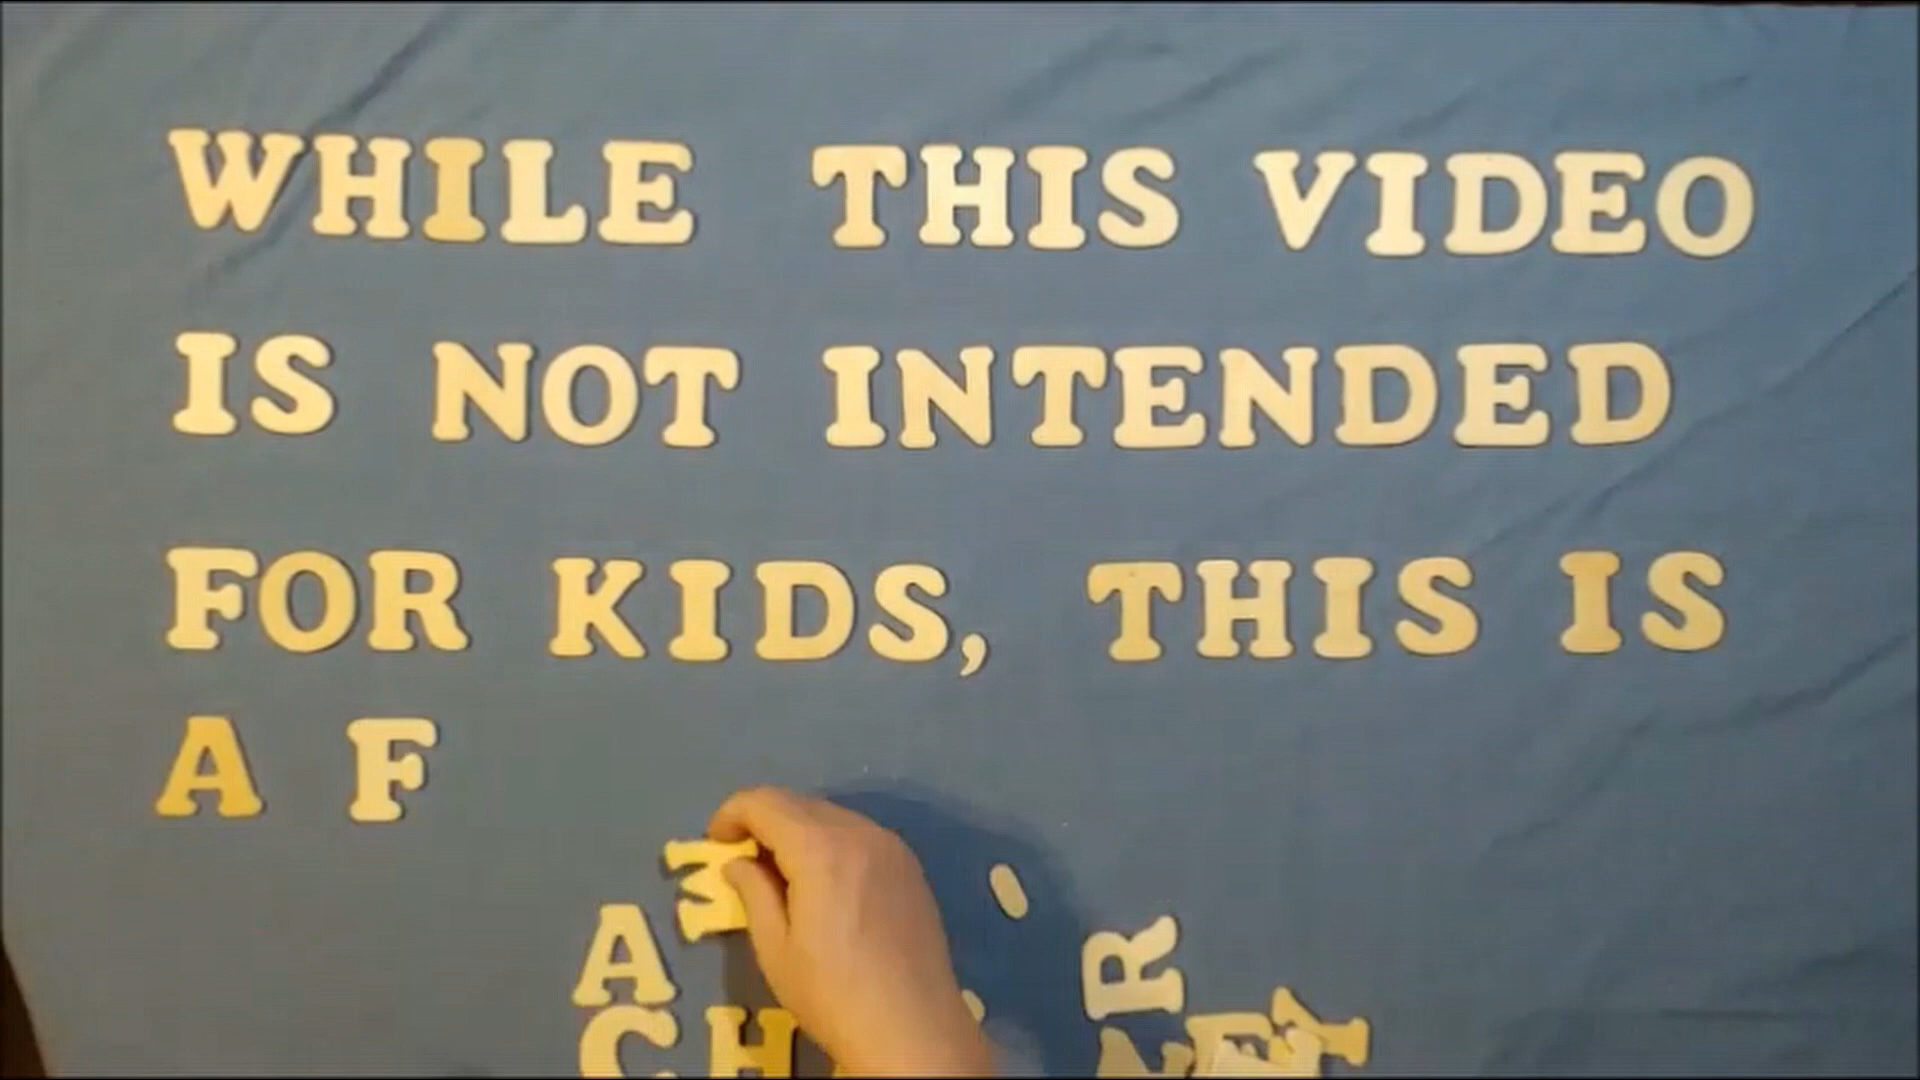 WHILE THIS VIDEO
IS NOT INTENDED
FOR KIDS, THIS IS
A F